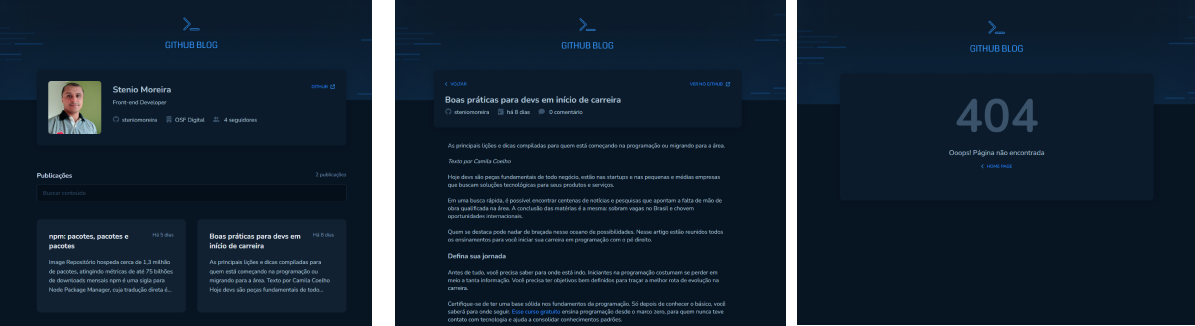 GITHUB BLOG
Stenio Moreira
GITHUB
Front-end Developer
steniomoreira OSF Digital 4 seguidores
Publicações 2 publicações
Buscar conteúdo
npm: pacotes, pacotes e
pacotes
Há 5 dias
Image Repositório hospeda cerca de 1,3 milhão
de pacotes, atingindo métricas de até 75 bilhões
de downloads mensais npm é uma sigla para
Node Package Manager, cuja tradução direta é...
Boas práticas para devs em
início de carreira
Há 8 dias
As principais lições e dicas compiladas para
quem está começando na programação ou
migrando para a área. Texto por Camila Coelho
Hoje devs são peças fundamentais de todo...
GITHUB BLOG
VOLTAR VER NO GITHUB
Boas práticas para devs em início de carreira
steniomoreira há 8 dias 0 comentário
As principais lições e dicas compiladas para quem está começando na programação ou migrando para a área.
Texto por Camila Coelho
Hoje devs são peças fundamentais de todo negócio, estão nas startups e nas pequenas e médias empresas
que buscam soluções tecnológicas para seus produtos e serviços.
Em uma busca rápida, é possível encontrar centenas de notícias e pesquisas que apontam a falta de mão de
obra qualificada na área. A conclusão das matérias é a mesma: sobram vagas no Brasil e chovem
oportunidades internacionais.
Quem se destaca pode nadar de braçada nesse oceano de possibilidades. Nesse artigo estão reunidos todos
os ensinamentos para você iniciar sua carreira em programação com o pé direito.
Defina sua jornada
Antes de tudo, você precisa saber para onde está indo. Iniciantes na programação costumam se perder em
meio a tanta informação. Você precisa ter objetivos bem definidos para traçar a melhor rota de evolução na
carreira.
Certifique-se de ter uma base sólida nos fundamentos da programação. Só depois de conhecer o básico, você
saberá para onde seguir. Esse curso gratuito ensina programação desde o marco zero, para quem nunca teve
contato com tecnologia e ajuda a consolidar conhecimentos padrões.
GITHUB BLOG
404
Ooops! Página não encontrada
HOME PAGE